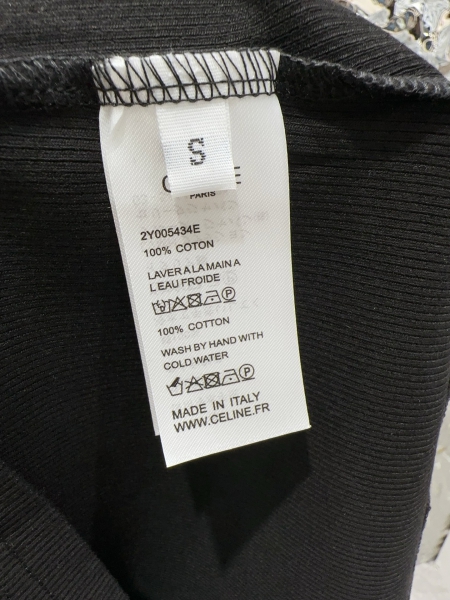 S
PARIS
2Y005434E
100% COTON
LAVER A LA MAIN A
L EAU FROIDE
100% COTTON
WASH BY HAND WITH
COLD WATER
MADE IN ITALY
WWW.CELINE.FR